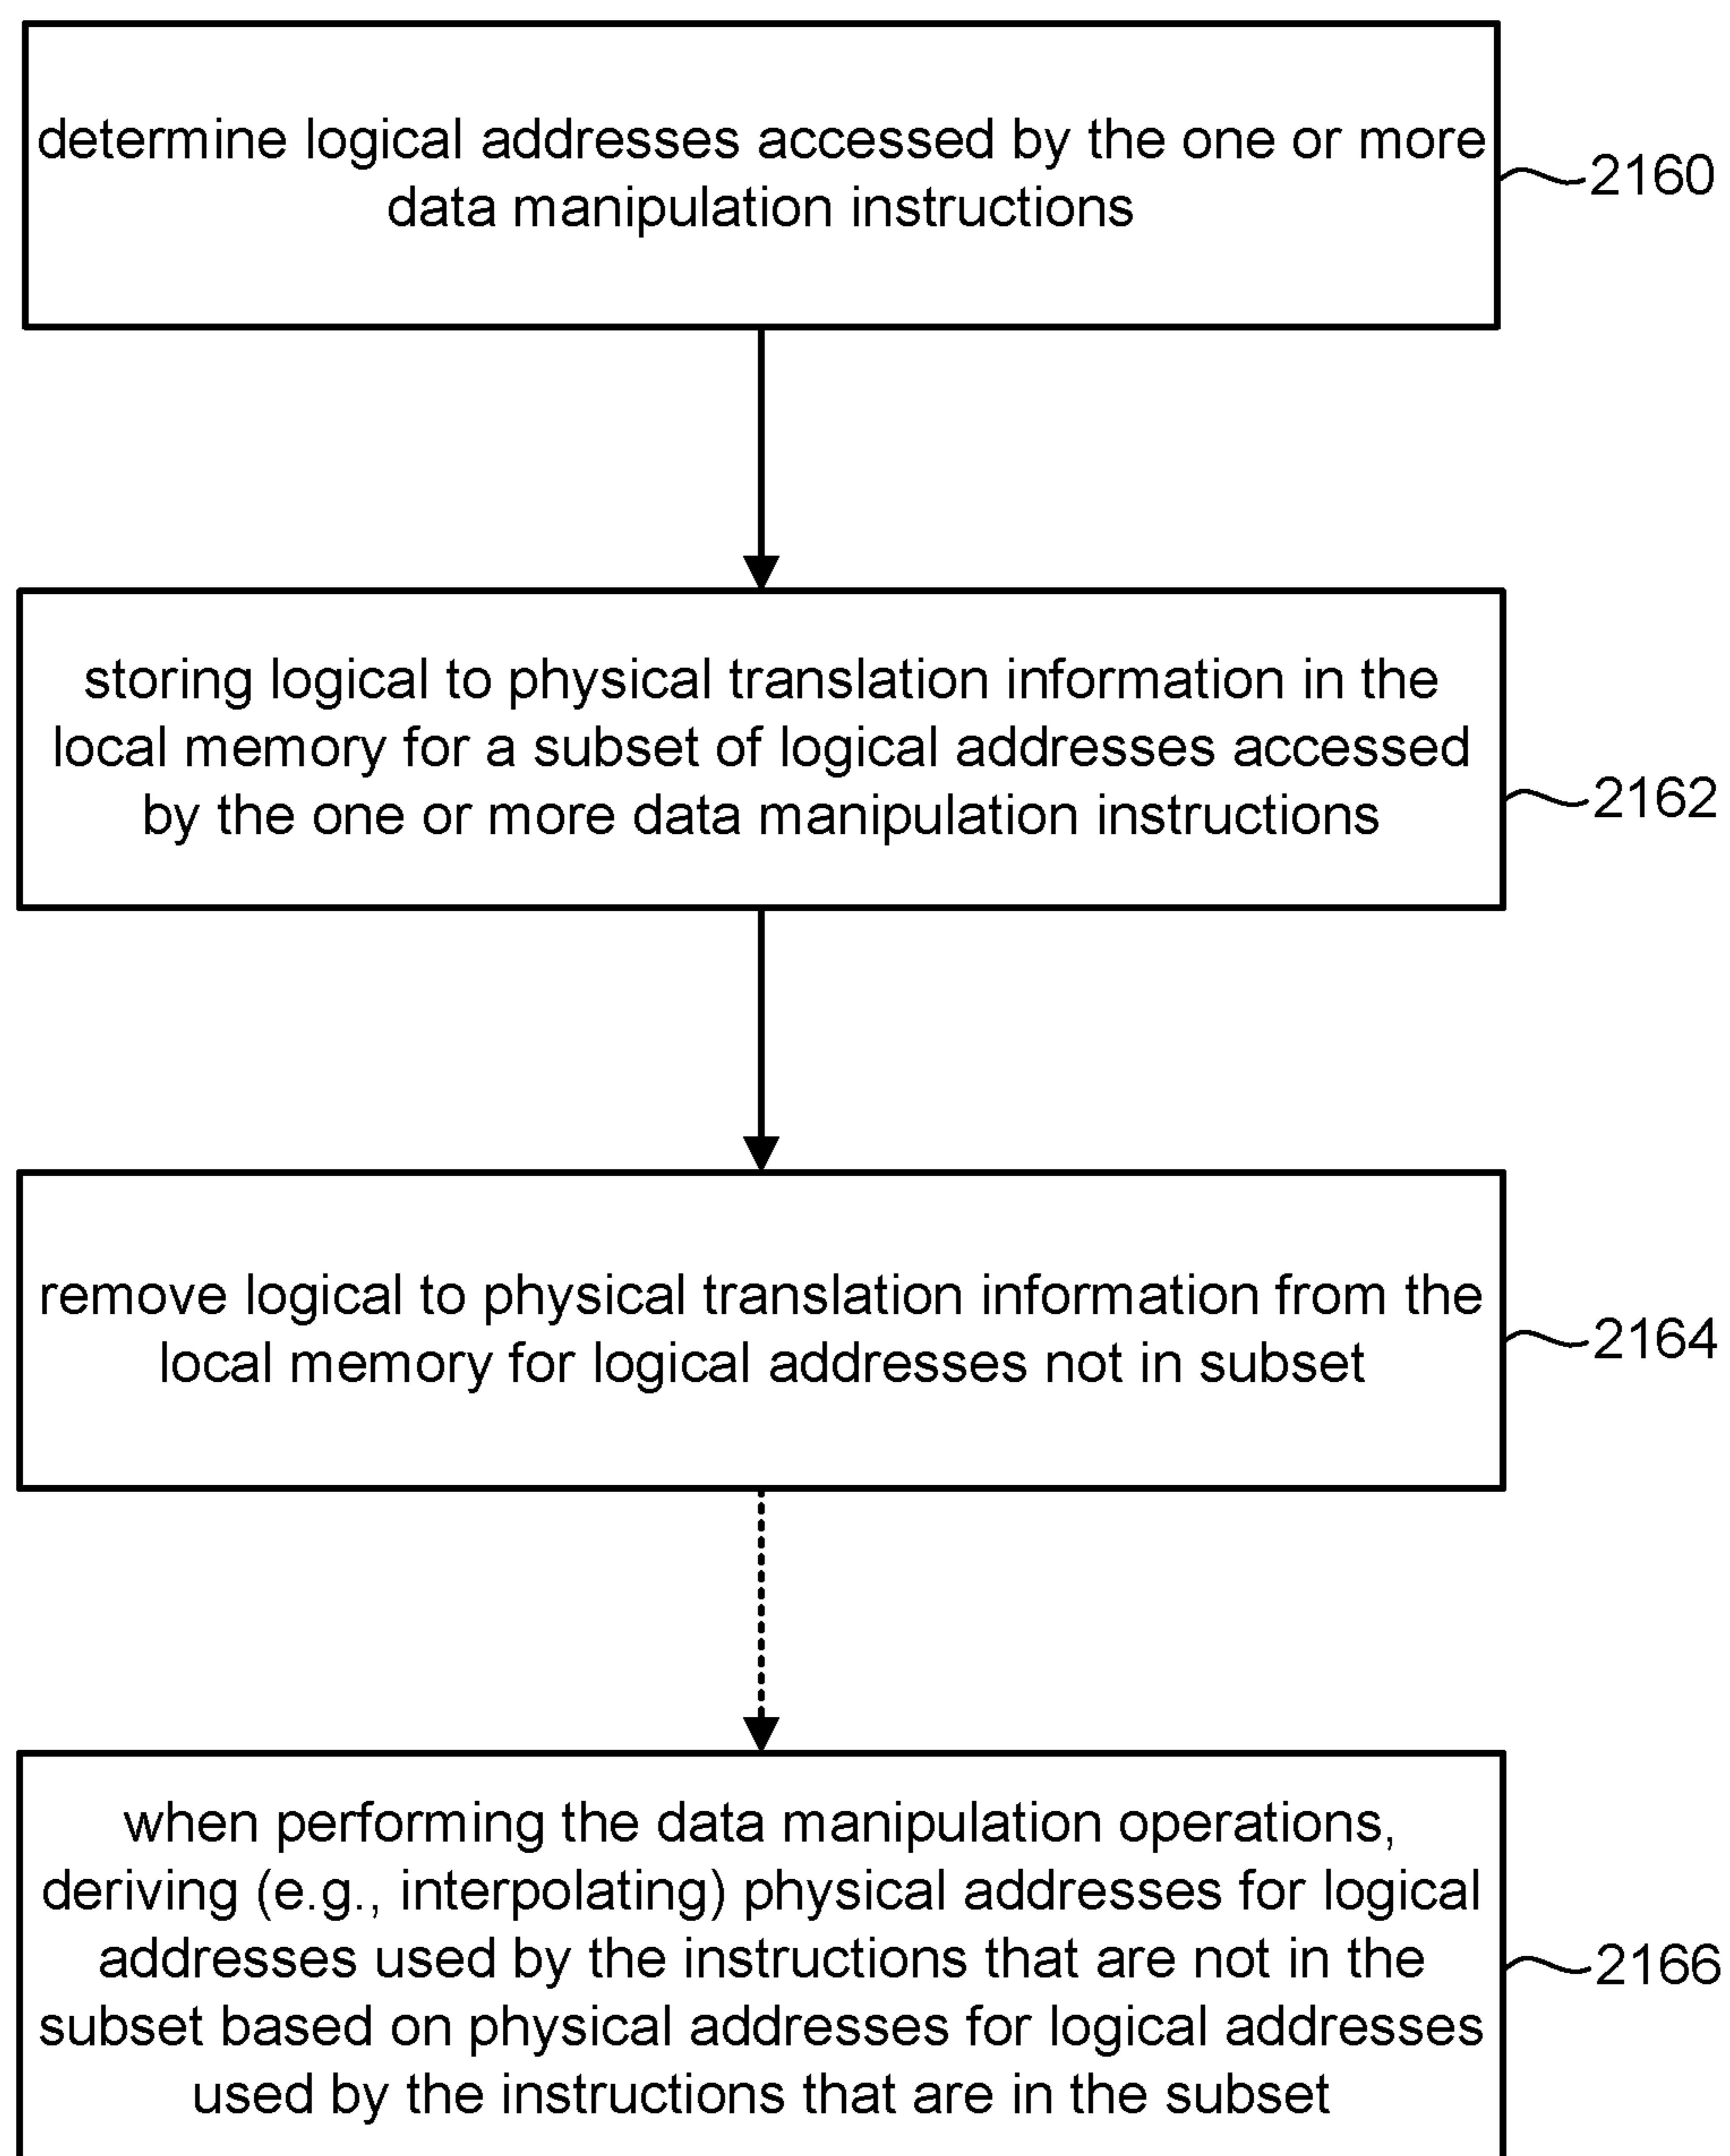 determine logical addresses accessed by the one or more
data manipulation instructions
2160
storing logical to physical translation information in the
local memory for a subset of logical addresses accessed
by the one or more data manipulation instructions
2162
remove logical to physical translation information from the
local memory for logical addresses not in subset
2164
when performing the data manipulation operations,
deriving (e.g., interpolating) physical addresses for logical
addresses used by the instructions that are not in the
subset based on physical addresses for logical addresses
used by the instructions that are in the subset
2166